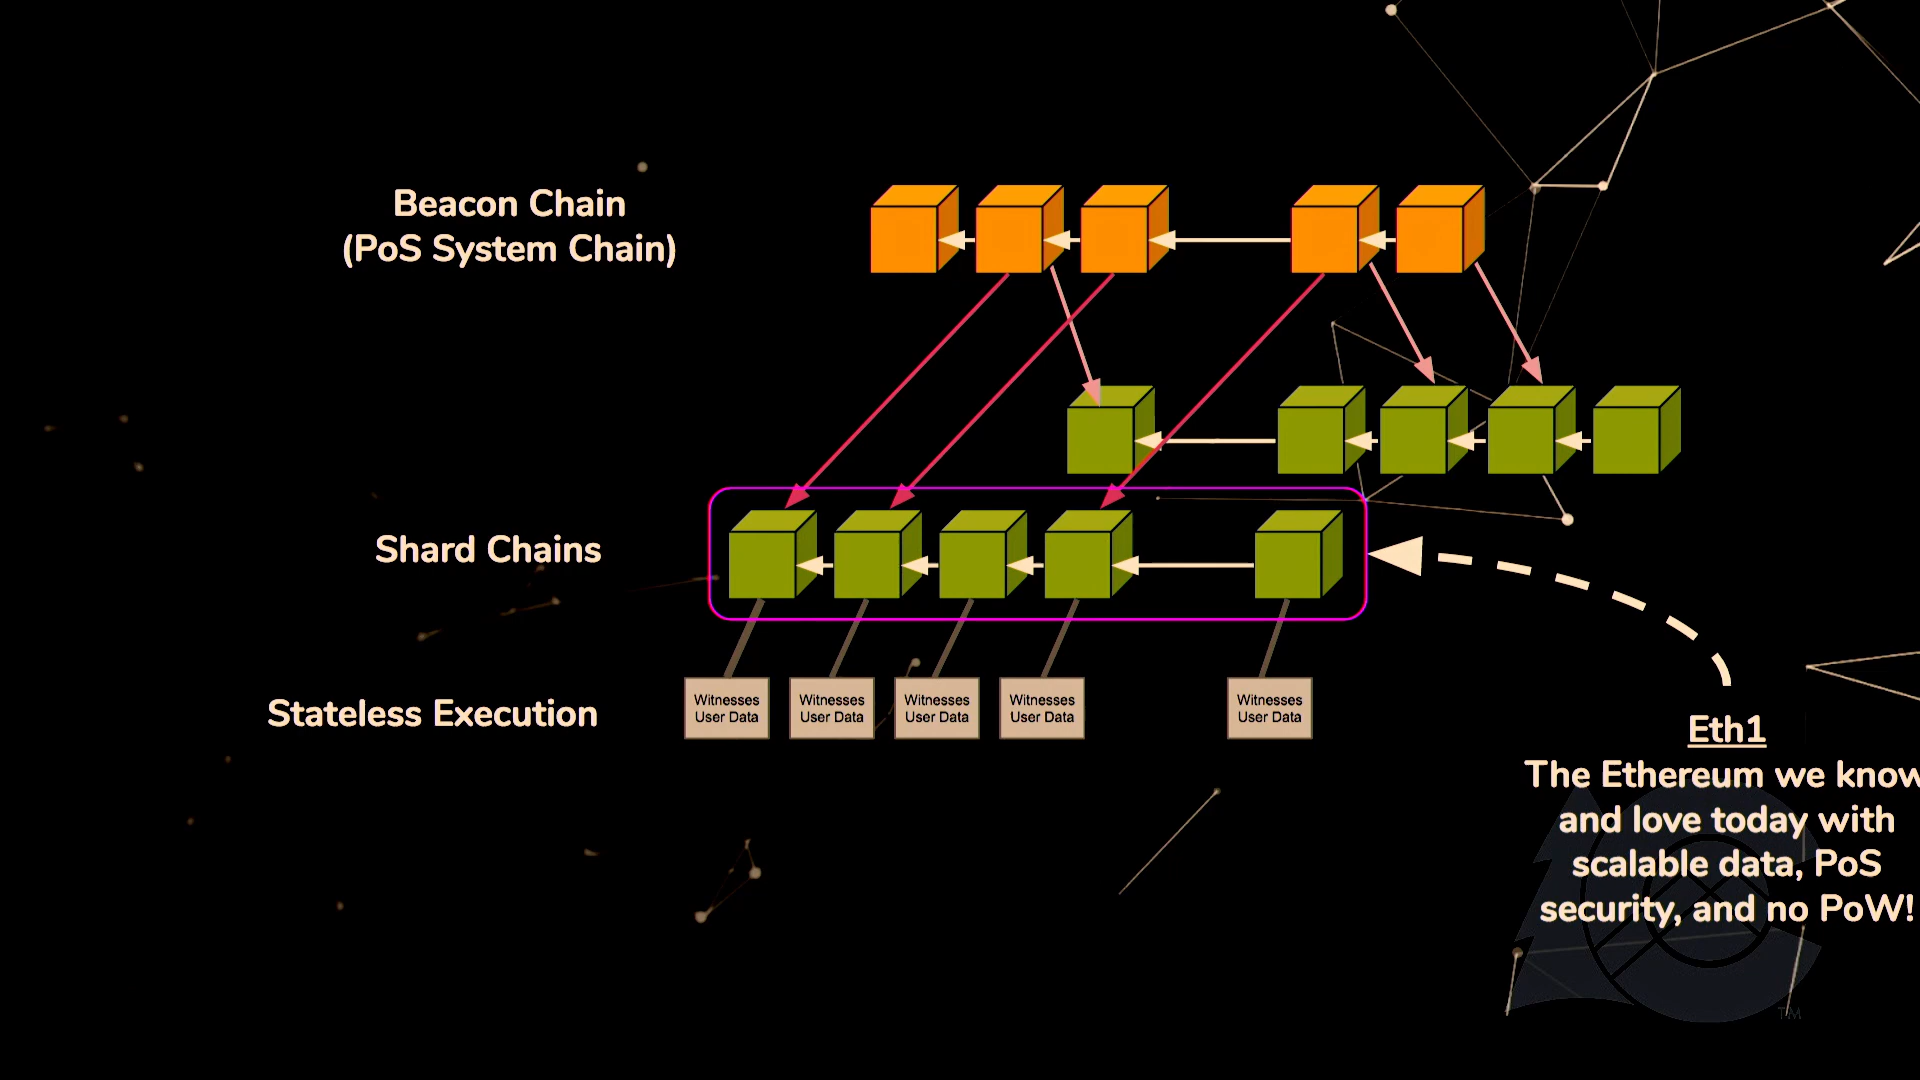 Beacon Chain
(PoS System Chain)
Shard Chains
Stateless Execution
Witnesses
User Data
Witnesses
User Data
Witnesses
User Data
Witnesses
User Data
Witnesses
User Data
Eth1
The Ethereum we know
and love today with
scalable data, PoS
security, and no PoW!
TM